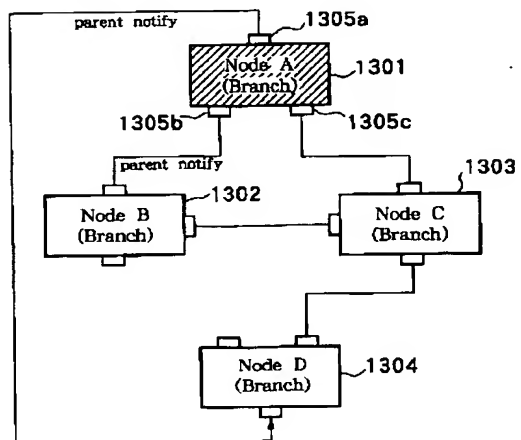 parent notify
1305a
Node A
(Branch)
1301
1305b
1305c
parent notify
1302
1303
Node B
(Branch)
Node C
(Branch)
Node D
(Branch)
1304